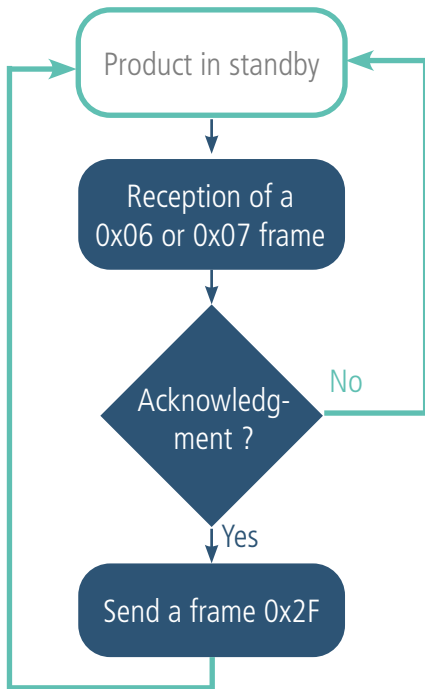 Product in standby
Reception of a
0x06 or 0x07 frame
Acknowledg-
ment ?
No
Yes
Send a frame 0x2F